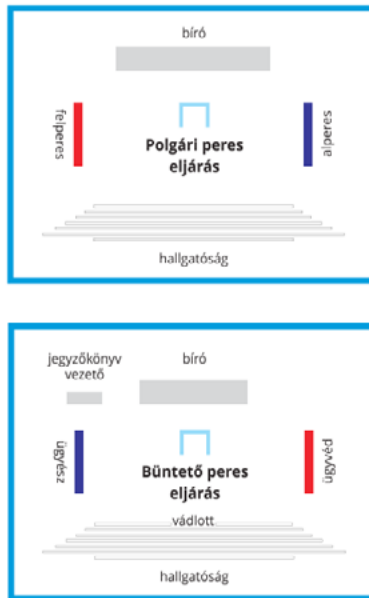 bíró
felperes
alperes
Polgári peres
eljárás
hallgatóság
jegyzőkönyv
vezető
bíró
ügyész
ügyvéd
Büntető peres
eljárás
vádlott
hallgatóság